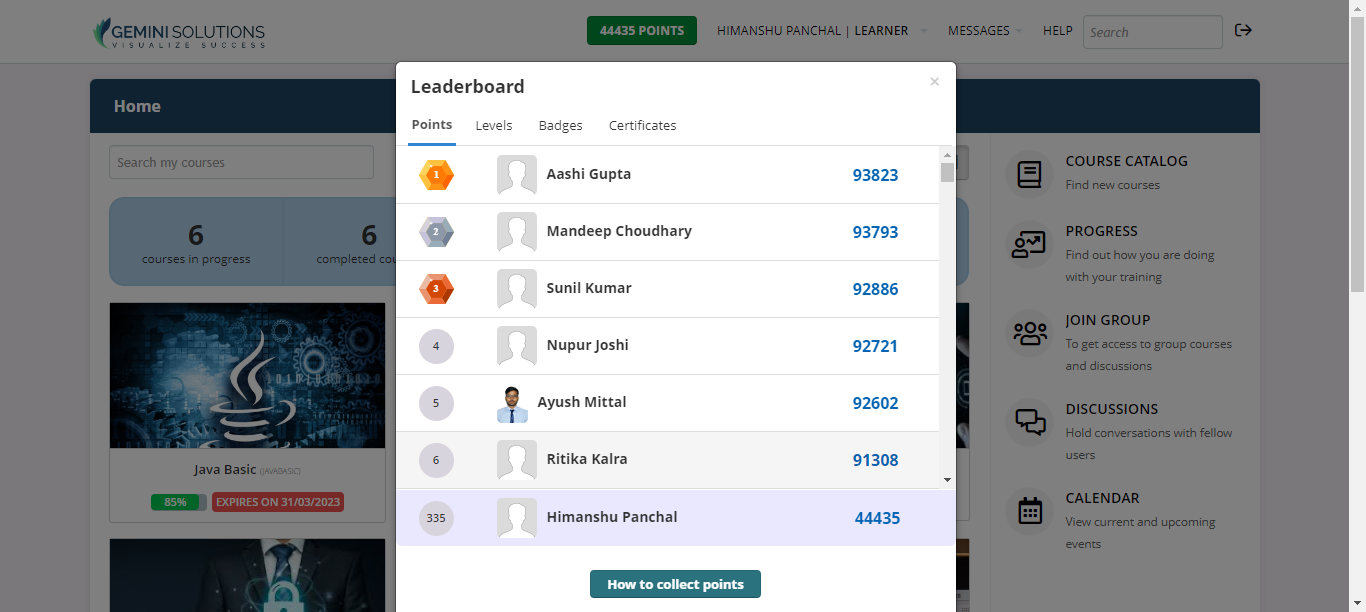 GEMINI SOLUTIONS
VISUALIZE SUCCESS
44435 POINTS
HIMANSHU PANCHAL | LEARNER
MESSAGES
HELP
Search
Home
Search my courses
6
courses in progress
6
completed cou
Java Basic (JAVABASIC)
85%
EXPIRES ON 31/03/2023
Leaderboard
×
Points
Levels
Badges
Certificates
1 Aashi Gupta 93823
2 Mandeep Choudhary 93793
3 Sunil Kumar 92886
4 Nupur Joshi 92721
5 Ayush Mittal 92602
6 Ritika Kalra 91308
335 Himanshu Panchal 44435
How to collect points
COURSE CATALOG
Find new courses
PROGRESS
Find out how you are doing
with your training
JOIN GROUP
To get access to group courses
and discussions
DISCUSSIONS
Hold conversations with fellow
users
CALENDAR
View current and upcoming
events